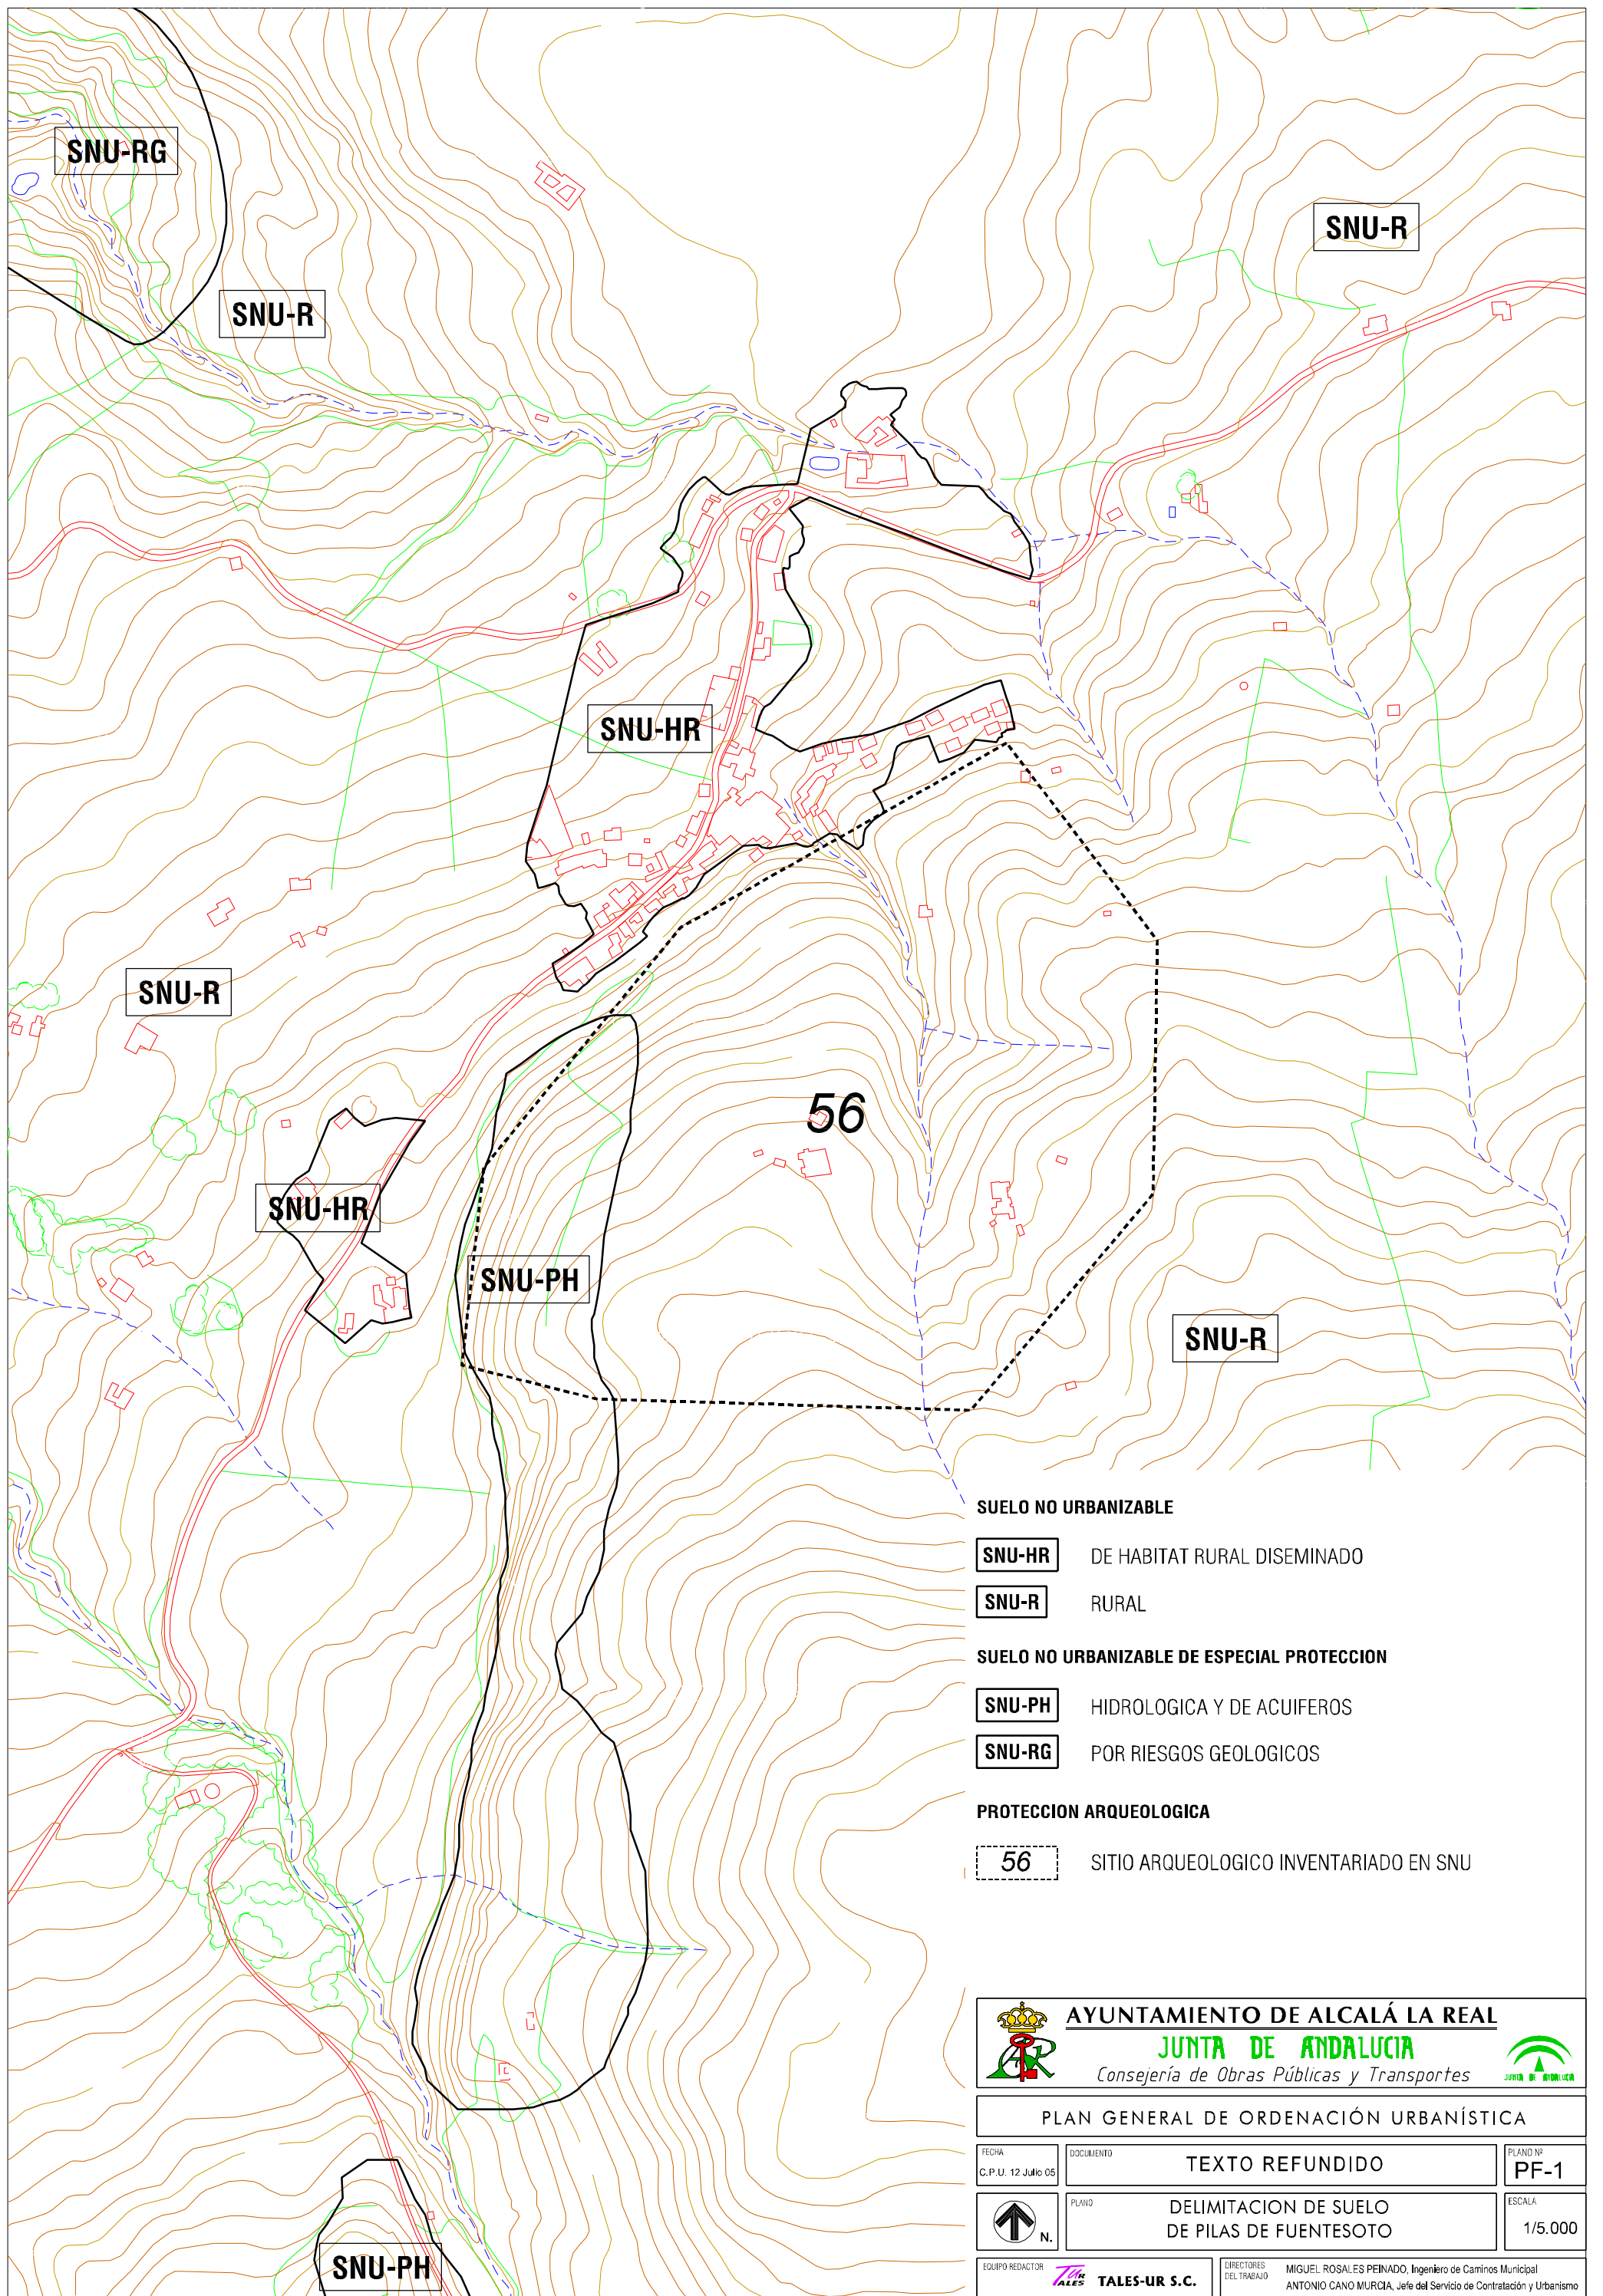 SNU-RG
SNU-R
SNU-R
SNU-HR
SNU-R
56
SNU-HR
SNU-PH
SNU-R
SUELO NO URBANIZABLE
SNU-HR DE HABITAT RURAL DISEMINADO
SNU-R RURAL
SUELO NO URBANIZABLE DE ESPECIAL PROTECCION
SNU-PH HIDROLOGICA Y DE ACUIFEROS
SNU-RG POR RIESGOS GEOLOGICOS
PROTECCION ARQUEOLOGICA
56 SITIO ARQUEOLOGICO INVENTARIADO EN SNU
AYUNTAMIENTO DE ALCALÁ LA REAL
JUNTA DE ANDALUCIA
Consejería de Obras Públicas y Transportes
JUNTA DE ANDALUCIA
PLAN GENERAL DE ORDENACIÓN URBANÍSTICA
FECHA
C.P.U. 12 Julio 05
DOCUMENTO
TEXTO REFUNDIDO
PLANO Nº
PF-1
N.
PLANO
DELIMITACION DE SUELO
DE PILAS DE FUENTESOTO
ESCALA
1/5.000
EQUIPO REDACTOR
TUR
ALES
TALES-UR S.C.
DIRECTORES
DEL TRABAJO
MIGUEL ROSALES PEINADO, Ingeniero de Caminos Municipal
ANTONIO CANO MURCIA, Jefe del Servicio de Contratación y Urbanismo
SNU-PH